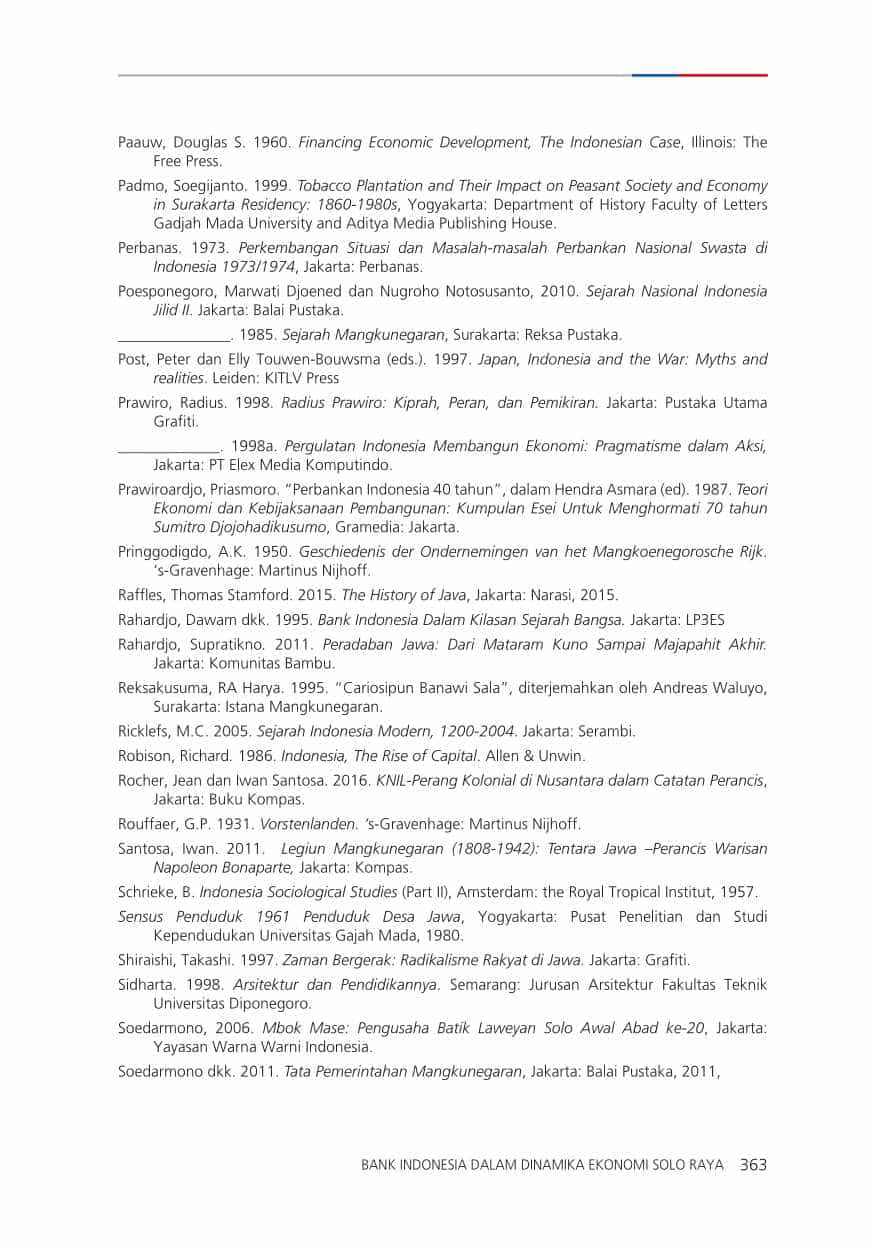 Paauw, Douglas S. 1960. Financing Economic Development, The Indonesian Case, Illinois: The
Free Press.
Padmo, Soegijanto. 1999. Tobacco Plantation and Their Impact on Peasant Society and Economy
in Surakarta Residency: 1860-1980s, Yogyakarta: Department of History Faculty of Letters
Gadjah Mada University and Aditya Media Publishing House.
Perbanas. 1973. Perkembangan Situasi dan Masalah-masalah Perbankan Nasional Swasta di
Indonesia 1973/1974, Jakarta: Perbanas.
Poesponegoro, Marwati Djoened dan Nugroho Notosusanto, 2010. Sejarah Nasional Indonesia
Jilid II. Jakarta: Balai Pustaka.
_______________. 1985. Sejarah Mangkunegaran, Surakarta: Reksa Pustaka.
Post, Peter dan Elly Touwen-Bouwsma (eds.). 1997. Japan, Indonesia and the War: Myths and
realities. Leiden: KITLV Press
Prawiro, Radius. 1998. Radius Prawiro: Kiprah, Peran, dan Pemikiran. Jakarta: Pustaka Utama
Grafiti.
_____________. 1998a. Pergulatan Indonesia Membangun Ekonomi: Pragmatisme dalam Aksi,
Jakarta: PT Elex Media Komputindo.
Prawiroardjo, Priasmoro. “Perbankan Indonesia 40 tahun”, dalam Hendra Asmara (ed). 1987. Teori
Ekonomi dan Kebijaksanaan Pembangunan: Kumpulan Esei Untuk Menghormati 70 tahun
Sumitro Djojohadikusumo, Gramedia: Jakarta.
Pringgodigdo, A.K. 1950. Geschiedenis der Ondernemingen van het Mangkoenegorosche Rijk.
‘s-Gravenhage: Martinus Nijhoff.
Raffles, Thomas Stamford. 2015. The History of Java, Jakarta: Narasi, 2015.
Rahardjo, Dawam dkk. 1995. Bank Indonesia Dalam Kilasan Sejarah Bangsa. Jakarta: LP3ES
Rahardjo, Supratikno. 2011. Peradaban Jawa: Dari Mataram Kuno Sampai Majapahit Akhir.
Jakarta: Komunitas Bambu.
Reksakusuma, RA Harya. 1995. “Cariosipun Banawi Sala”, diterjemahkan oleh Andreas Waluyo,
Surakarta: Istana Mangkunegaran.
Ricklefs, M.C. 2005. Sejarah Indonesia Modern, 1200-2004. Jakarta: Serambi.
Robison, Richard. 1986. Indonesia, The Rise of Capital. Allen & Unwin.
Rocher, Jean dan Iwan Santosa. 2016. KNIL-Perang Kolonial di Nusantara dalam Catatan Perancis,
Jakarta: Buku Kompas.
Rouffaer, G.P. 1931. Vorstenlanden. ‘s-Gravenhage: Martinus Nijhoff.
Santosa, Iwan. 2011. Legiun Mangkunegaran (1808-1942): Tentara Jawa –Perancis Warisan
Napoleon Bonaparte, Jakarta: Kompas.
Schrieke, B. Indonesia Sociological Studies (Part II), Amsterdam: the Royal Tropical Institut, 1957.
Sensus Penduduk 1961 Penduduk Desa Jawa, Yogyakarta: Pusat Penelitian dan Studi
Kependudukan Universitas Gajah Mada, 1980.
Shiraishi, Takashi. 1997. Zaman Bergerak: Radikalisme Rakyat di Jawa. Jakarta: Grafiti.
Sidharta. 1998. Arsitektur dan Pendidikannya. Semarang: Jurusan Arsitektur Fakultas Teknik
Universitas Diponegoro.
Soedarmono, 2006. Mbok Mase: Pengusaha Batik Laweyan Solo Awal Abad ke-20, Jakarta:
Yayasan Warna Warni Indonesia.
Soedarmono dkk. 2011. Tata Pemerintahan Mangkunegaran, Jakarta: Balai Pustaka, 2011,
BANK INDONESIA DALAM DINAMIKA EKONOMI SOLO RAYA 363